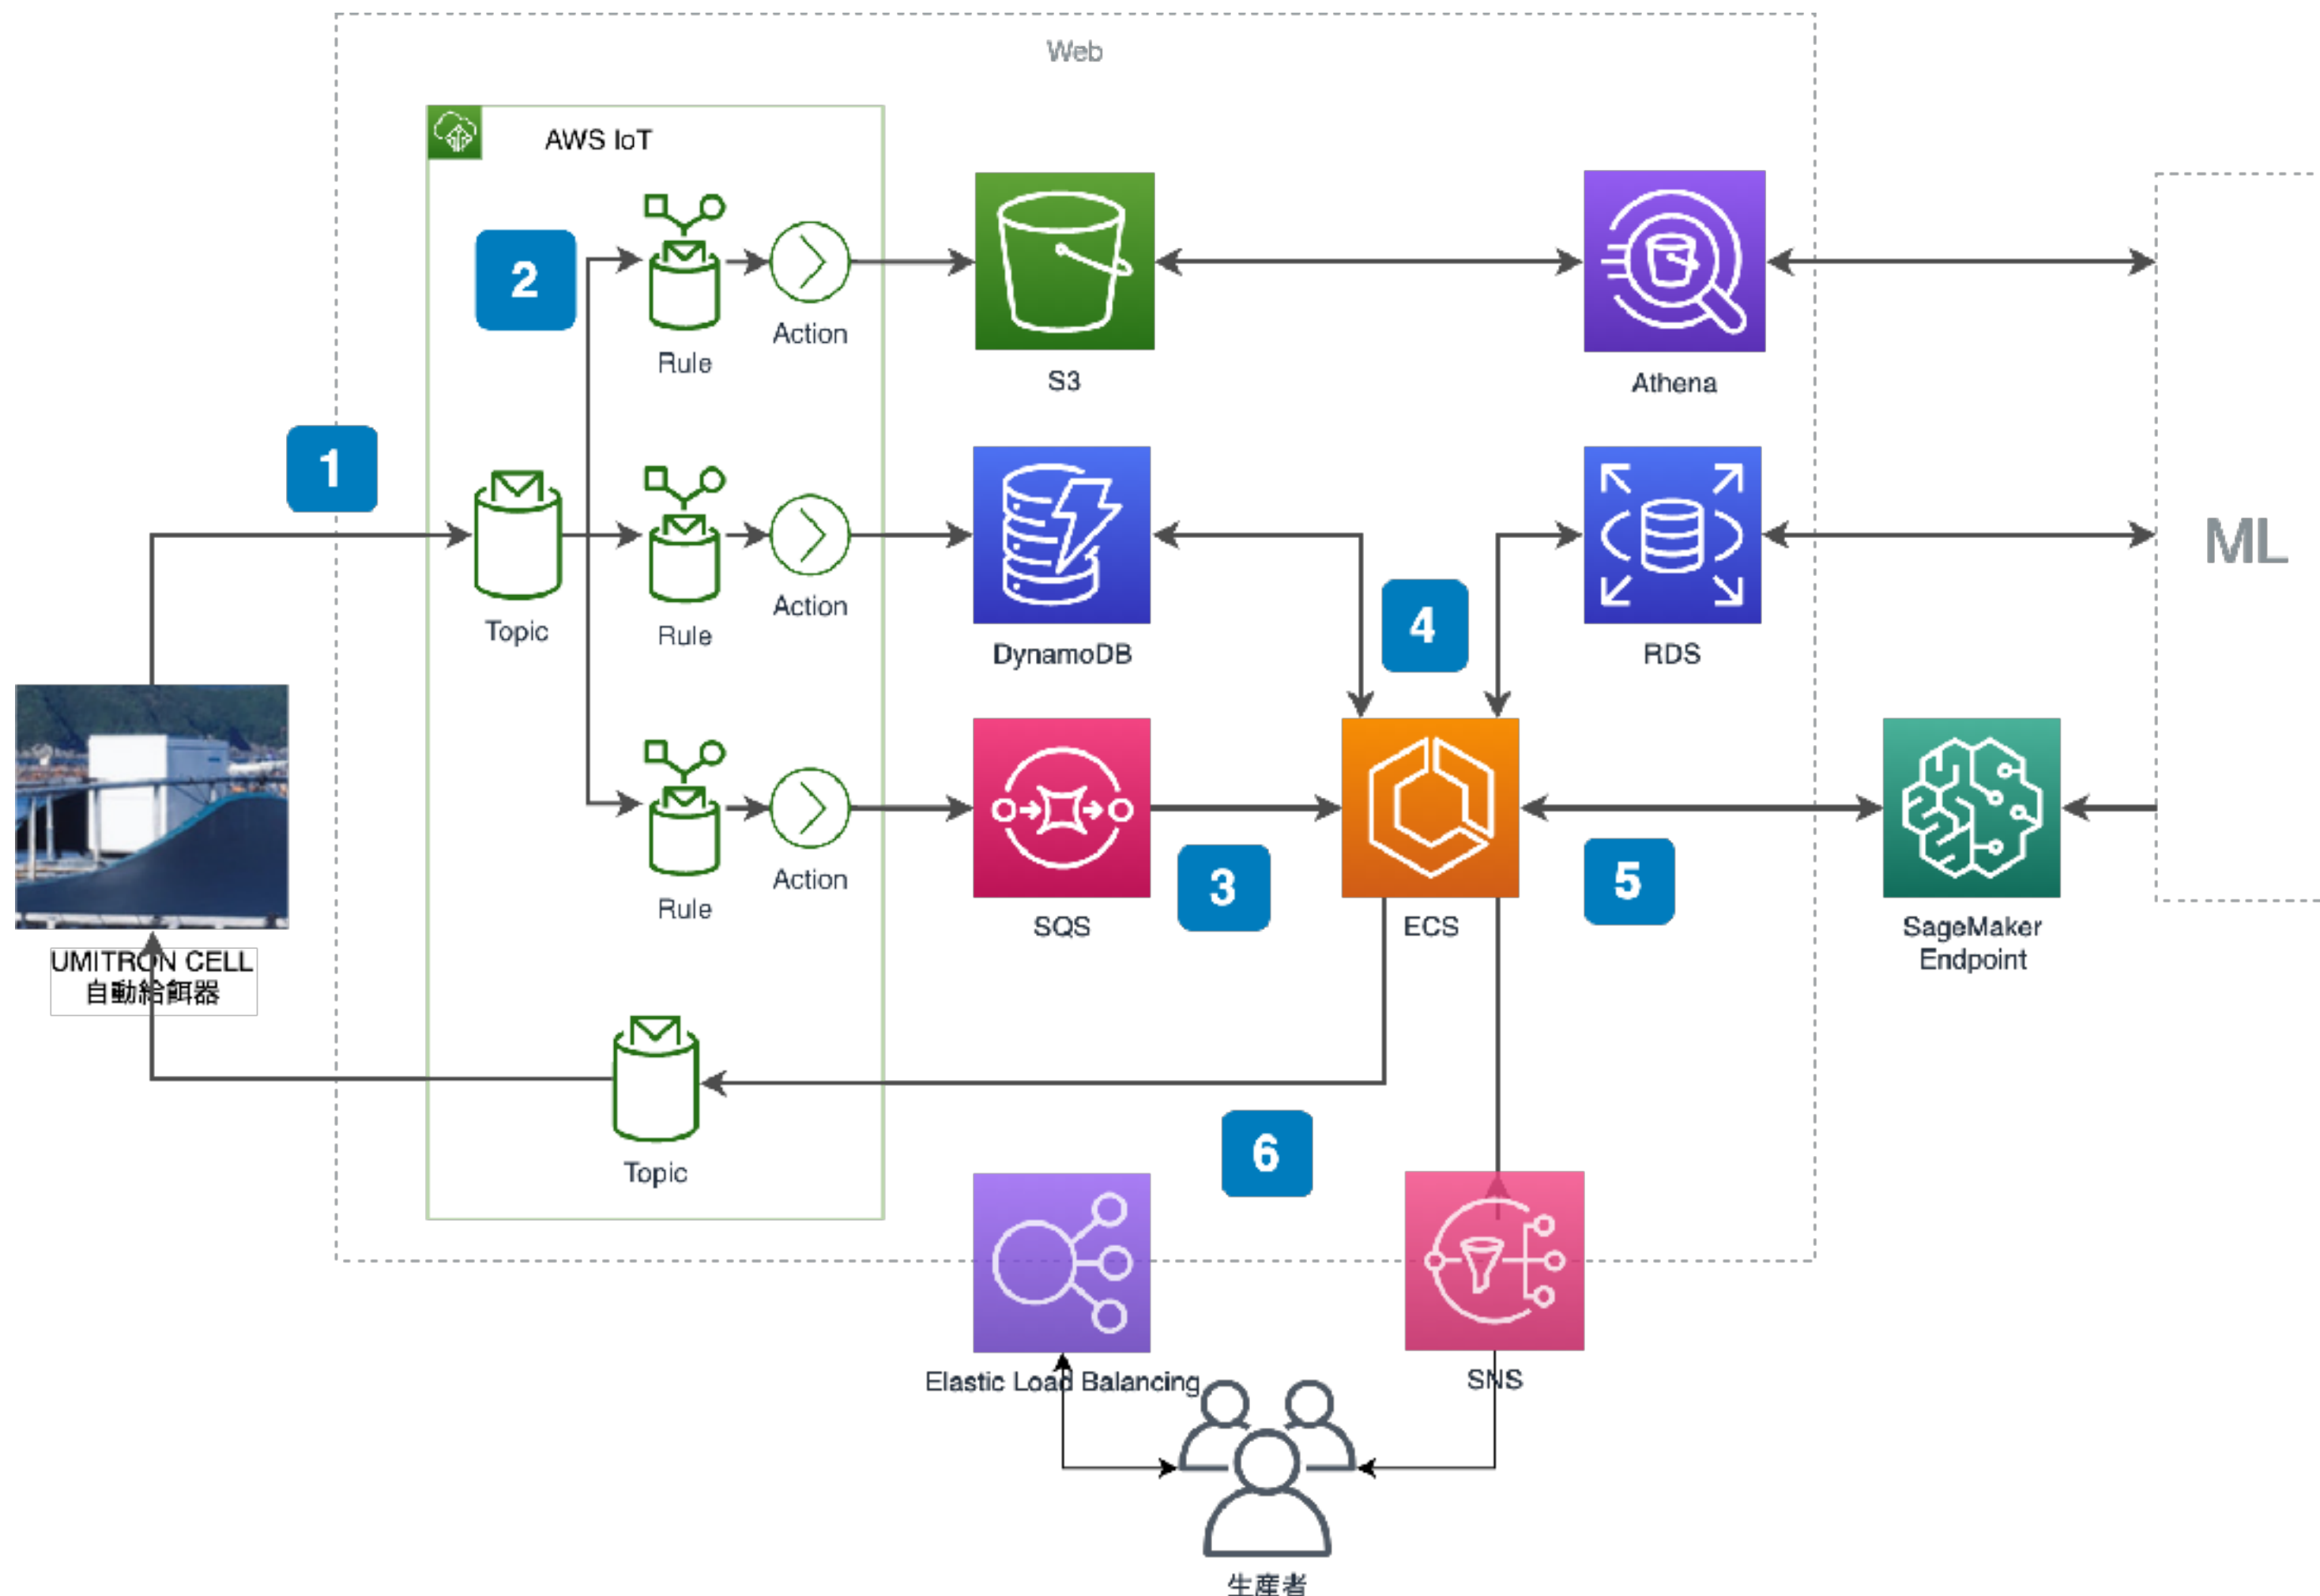 Web
AWS IoT
2
Rule
Action
S3
Athena
1
Topic
Rule
Action
DynamoDB
4
RDS
ML
UMITRON CELL
自動給餌器
Rule
Action
SQS
3
ECS
5
SageMaker
Endpoint
Topic
6
Elastic Load Balancing
SNS
生産者